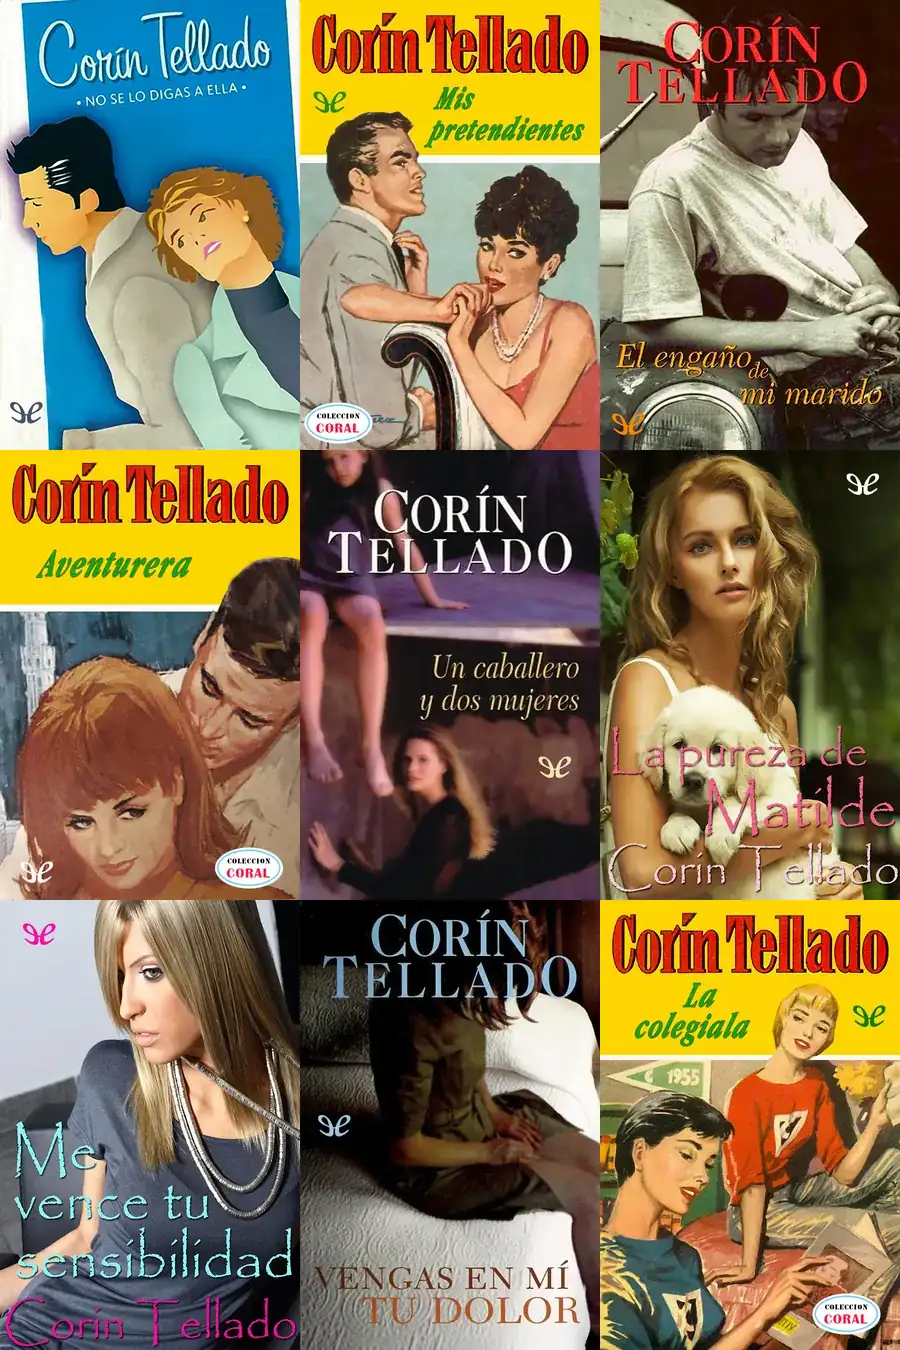 Corín Tellado
• NO SE LO DIGAS A ELLA •
Corín Tellado
Mis
pretendientes
COLECCION
CORAL
CORÍN
TELLADO
El engaño
de
mi marido
Corín Tellado
Aventurera
COLECCION
CORAL
CORÍN
TELLADO
Un caballero
y dos mujeres
La pureza de
Matilde
Corín Tellado
Me
vence tu
sensibilidad
Corín Tellado
CORÍN
TELLADO
VENGAS EN MÍ
TU DOLOR
Corín Tellado
La
colegiala
1955
COLECCION
CORAL